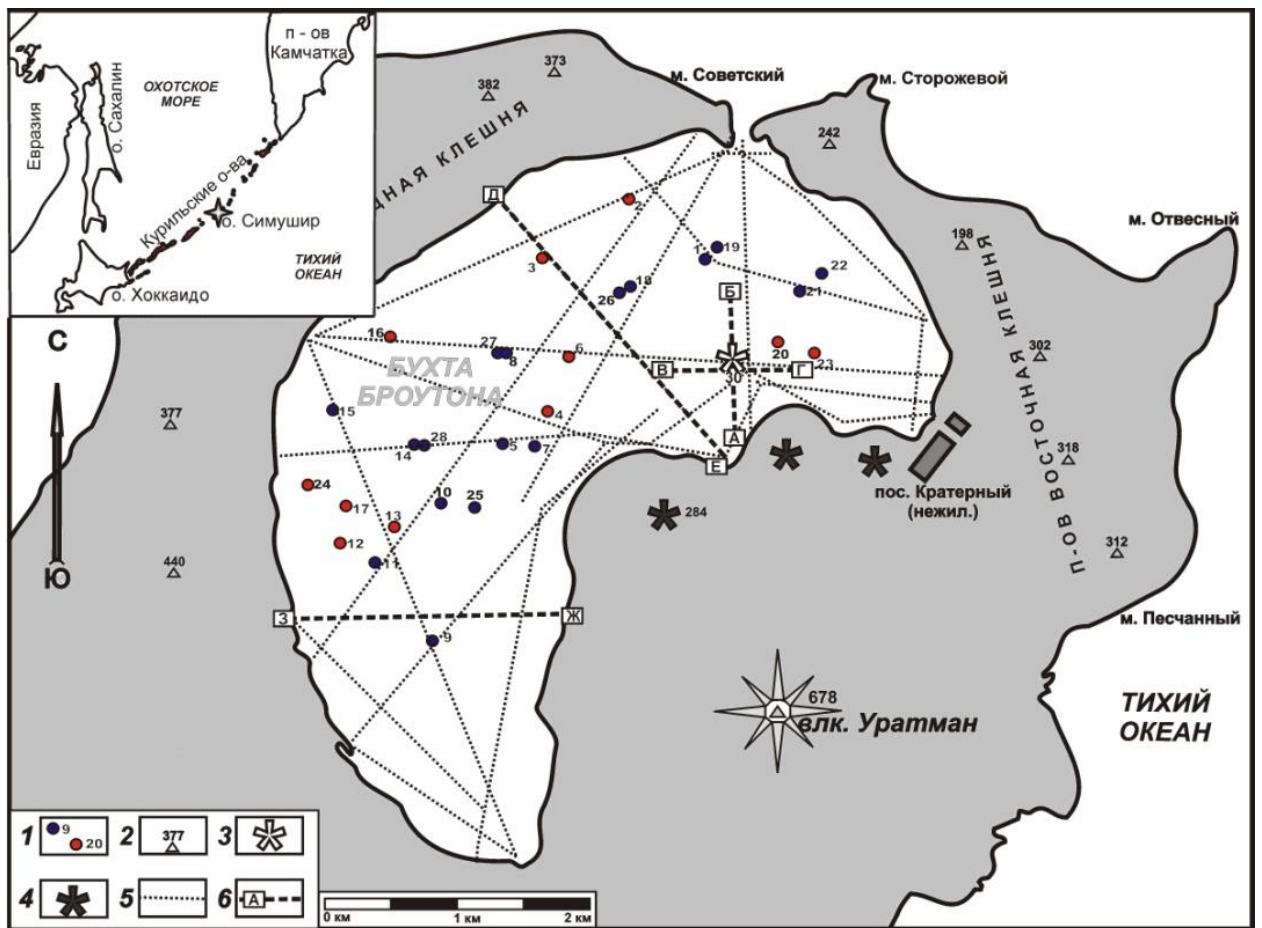 п - ов
Камчатка
ОХОТСКОЕ
МОРЕ
Евразия
о. Сахалин
Курильские о-ва
о. Симушир
ТИХИЙ
ОКЕАН
о. Хоккаидо
С
Ю
373
382
м. Советский
м. Сторожевой
242
ДНАЯ КЛЕШНЯ
м. Отвесный
198
П-ОВ ВОСТОЧНАЯ КЛЕШНЯ
302
318
312
Д
2
3
1
19
22
21
26
18
Б
16
27
8
6
20
23
В
30
Г
БУХТА
БРОУТОНА
377
15
4
А
Е
14
28
5
7
24
17
10
25
13
12
11
284
пос. Кратерный
(нежил.)
440
З
Ж
9
м. Песчанный
678
влк. Уратман
ТИХИЙ
ОКЕАН
1
9
20
2
377
3
4
5
6
А
0 км
1 км
2 км